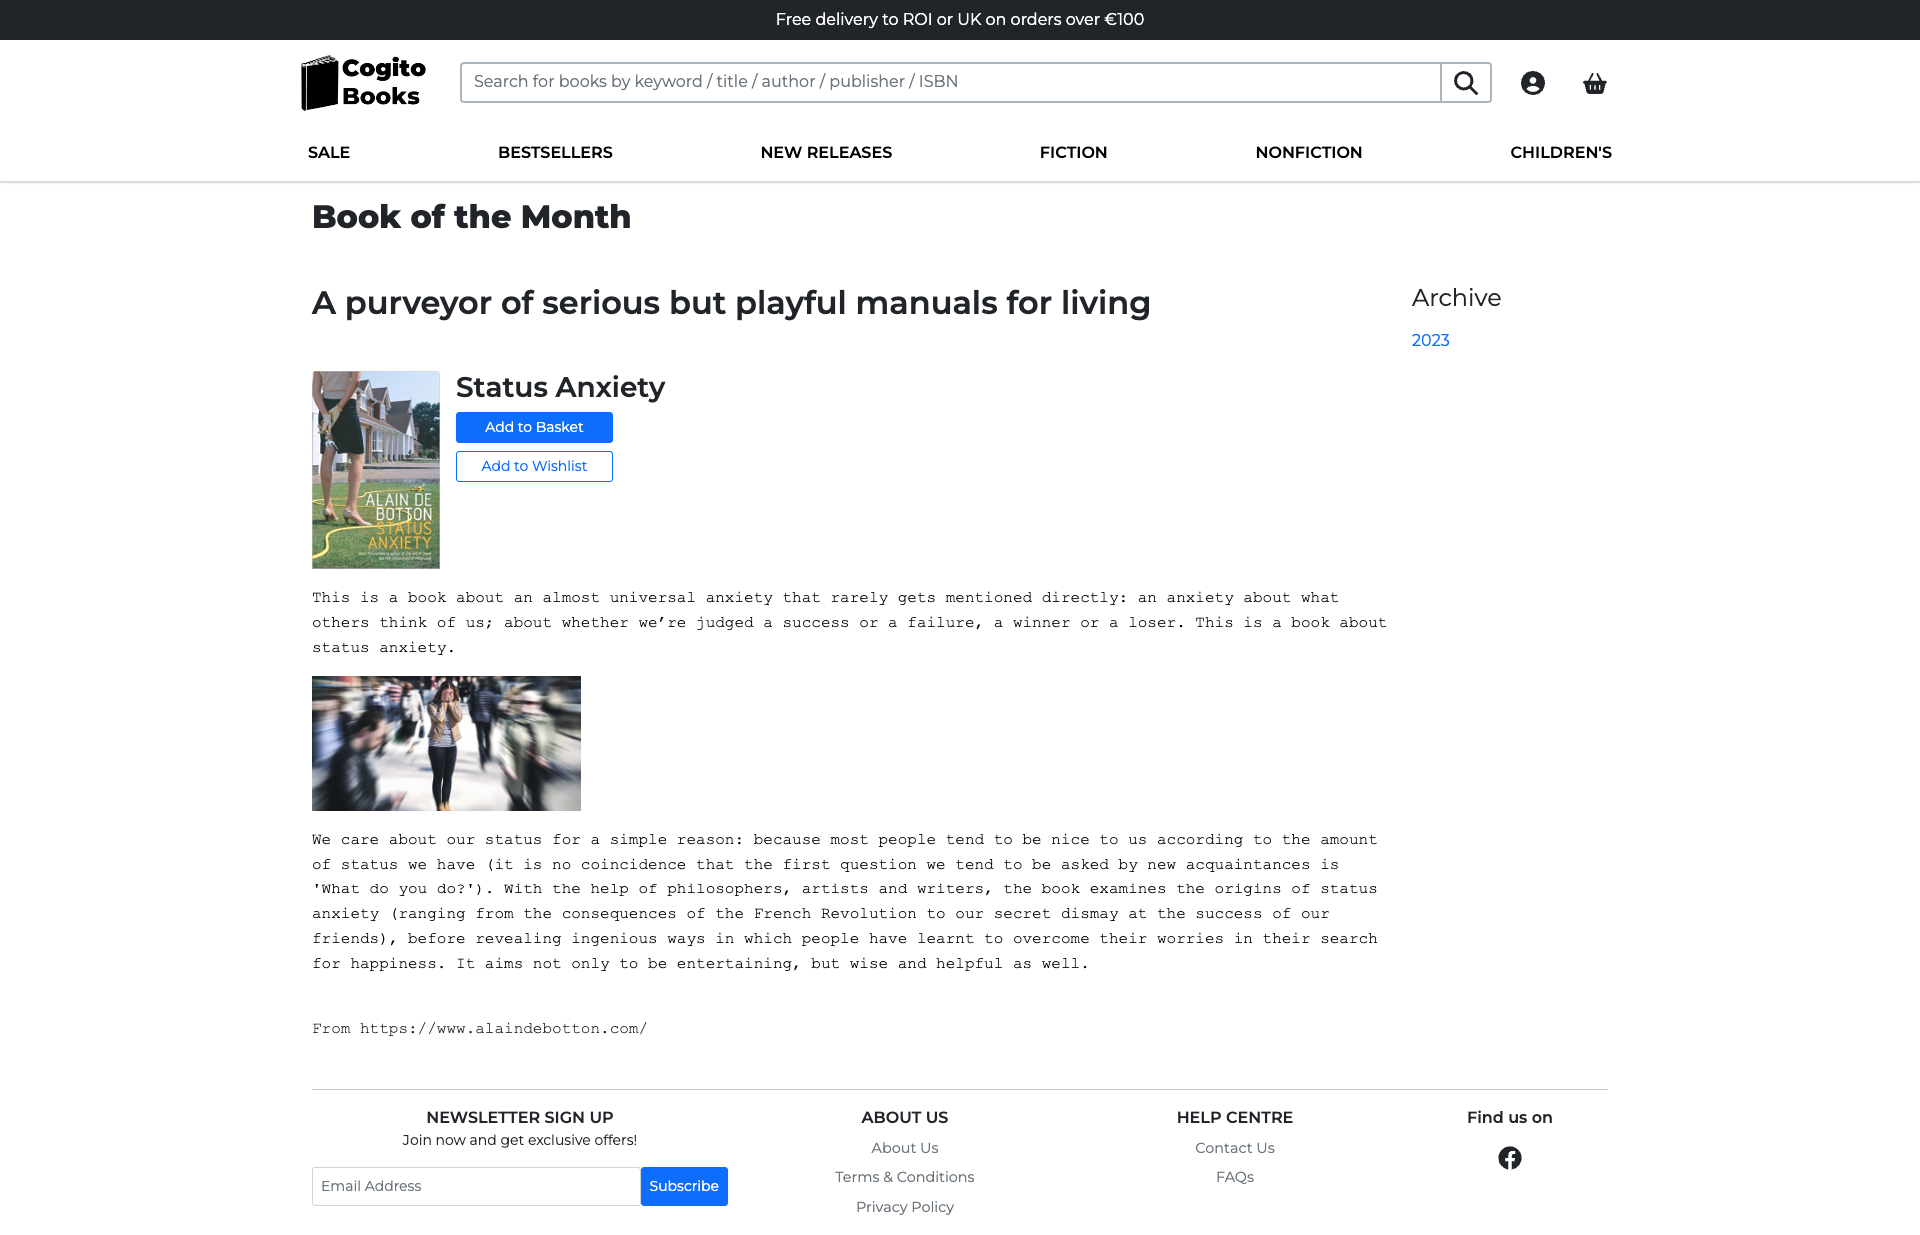 Free delivery to ROI or UK on orders over €100
Cogito
Books
Search for books by keyword / title / author / publisher / ISBN
SALE
BESTSELLERS
NEW RELEASES
FICTION
NONFICTION
CHILDREN'S
Book of the Month
A purveyor of serious but playful manuals for living
Archive
2023
Status Anxiety
Add to Basket
Add to Wishlist
ALAIN DE
BOTTON
STATUS
ANXIETY
This is a book about an almost universal anxiety that rarely gets mentioned directly: an anxiety about what
others think of us; about whether we’re judged a success or a failure, a winner or a loser. This is a book about
status anxiety.
We care about our status for a simple reason: because most people tend to be nice to us according to the amount
of status we have (it is no coincidence that the first question we tend to be asked by new acquaintances is
'What do you do?'). With the help of philosophers, artists and writers, the book examines the origins of status
anxiety (ranging from the consequences of the French Revolution to our secret dismay at the success of our
friends), before revealing ingenious ways in which people have learnt to overcome their worries in their search
for happiness. It aims not only to be entertaining, but wise and helpful as well.
From https://www.alaindebotton.com/
NEWSLETTER SIGN UP
Join now and get exclusive offers!
Email Address
Subscribe
ABOUT US
About Us
Terms & Conditions
Privacy Policy
HELP CENTRE
Contact Us
FAQs
Find us on